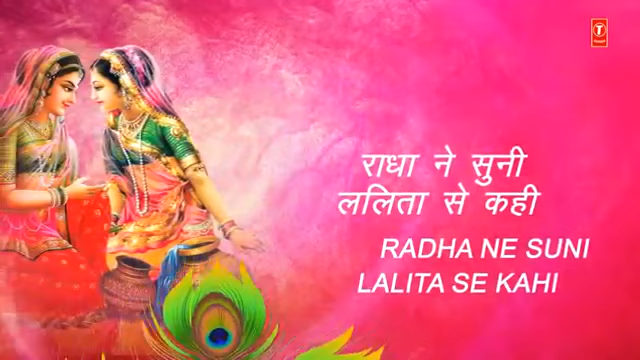 राधा ने सुनी
ललिता से कही
RADHA NE SUNI
LALITA SE KAHI